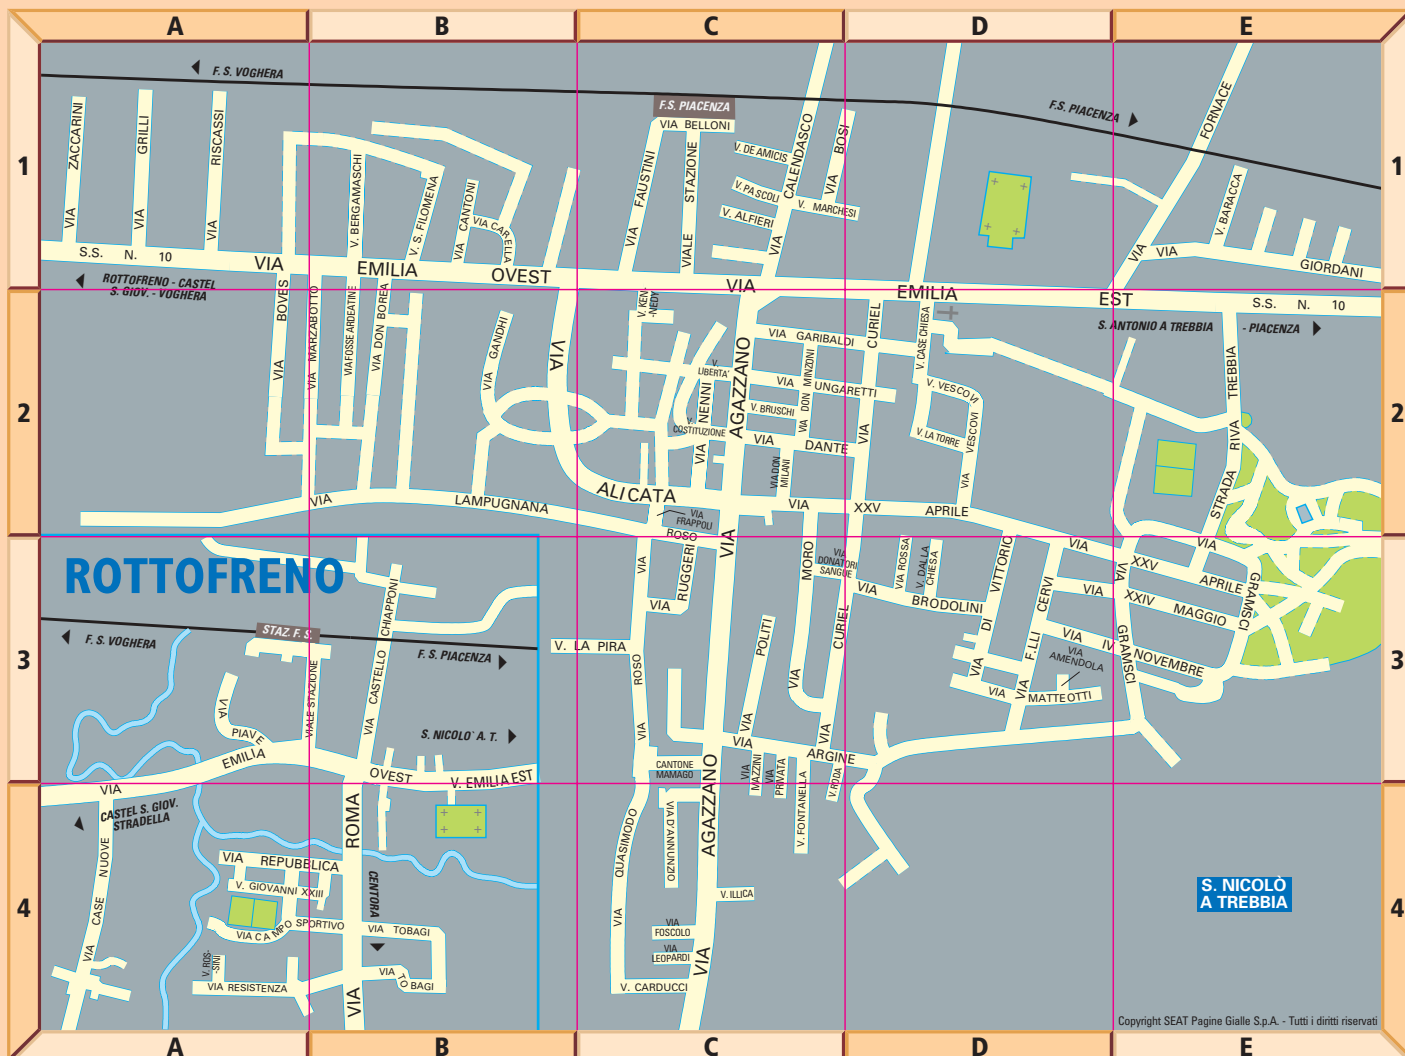 A B C D E
1 1
F. S. VOGHERA
F.S. PIACENZA
F.S. PIACENZA
VIA ZACCARINI
VIA GRILLI
VIA RISCASSI
V. BERGAMASCHI
V. S. FILOMENA
VIA CANTONI
VIA CARELLA
VIA FAUSTINI
VIA BELLONI
VIALE STAZIONE
V. DE AMICIS
V. PASCOLI
V. ALFIERI
VIA CALENDASCO
VIA BOSI
V. MARCHESI
VIA FORNACE
V. BARACCA
VIA GIORDANI
S.S. N. 10
VIA EMILIA OVEST
VIA EMILIA EST
S.S. N. 10
ROTTOFRENO - CASTEL
S. GIOV. - VOGHERA
S. ANTONIO A TREBBIA - PIACENZA
2 2
VIA BOVES
VIA MARZABOTTO
VIA FOSSE ARDEATINE
VIA DON BOREA
VIA GANDHI
VIA
V. KEN-
NEDY
V.
LIBERTA'
VIA NENNI
V.
COSTITUZIONE
AGAZZANO
VIA GARIBALDI
VIA UNGARETTI
V. BRUSCHI
VIA DON MINZONI
VIA DANTE
VIA DON
MILANI
VIA CURIEL
V. CASE CHIESA
V. VESCOVI
V. LA TORRE
VIA VESCOVI
STRADA RIVA TREBBIA
ALICATA
VIA LAMPUGNANA
VIA
FRAPPOLI
VIA XXV APRILE
ROSO
3 3
ROTTOFRENO
F. S. VOGHERA
STAZ. F. S.
F. S. PIACENZA
VIA CASTELLO CHIAPPONI
VIALE STAZIONE
VIA PIAVE
S. NICOLO' A. T.
VIA EMILIA OVEST
V. EMILIA EST
V. LA PIRA
VIA ROSO
VIA RUGGERI
VIA
VIA
VIA POLITI
VIA MORO
VIA
DONATORI
SANGUE
VIA CURIEL
VIA BRODOLINI
VIA ROSSA
V. DALLA
CHIESA
VIA DI VITTORIO
VIA F.LLI CERVI
VIA XXV APRILE
VIA
VIA XXIV MAGGIO
VIA IV NOVEMBRE
VIA
AMENDOLA
VIA MATTEOTTI
VIA GRAMSCI
GRAMSCI
VIA ARGINE
CANTONE
MAMAGO
VIA
MAZZINI
VIA
PRIVATA
V. FONTANELLA
V. RODA
4 4
CASTEL S. GIOV.
STRADELLA
VIA CASE NUOVE
VIA REPUBBLICA
V. GIOVANNI XXIII
VIA CAMPO SPORTIVO
V. ROS-
SINI
VIA RESISTENZA
VIA ROMA
CENTORA
VIA TOBAGI
VIA TOBAGI
VIA QUASIMODO
VIA D'ANNUNZIO
VIA AGAZZANO
V. ILLICA
VIA
FOSCOLO
VIA
LEOPARDI
V. CARDUCCI
S. NICOLÒ
A TREBBIA
Copyright SEAT Pagine Gialle S.p.A. - Tutti i diritti riservati
A B C D E